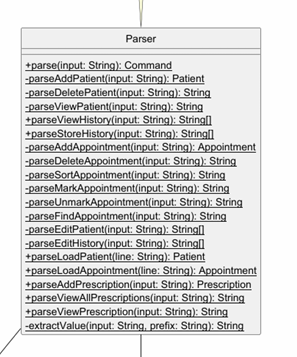 Parser
+parse(input: String): Command
-parseAddPatient(input: String): Patient
-parseDeletePatient(input: String): String
-parseViewPatient(input: String): String
+parseViewHistory(input: String): String[]
+parseStoreHistory(input: String): String[]
-parseAddAppointment(input: String): Appointment
-parseDeleteAppointment(input: String): String
-parseSortAppointment(input: String): String
-parseMarkAppointment(input: String): String
-parseUnmarkAppointment(input: String): String
-parseFindAppointment(input: String): String
-parseEditPatient(input: String): String[]
-parseEditHistory(input: String): String[]
+parseLoadPatient(line: String): Patient
+parseLoadAppointment(line: String): Appointment
+parseAddPrescription(input: String): Prescription
+parseViewAllPrescriptions(input: String): String
+parseViewPrescription(input: String): String
-extractValue(input: String, prefix: String): String